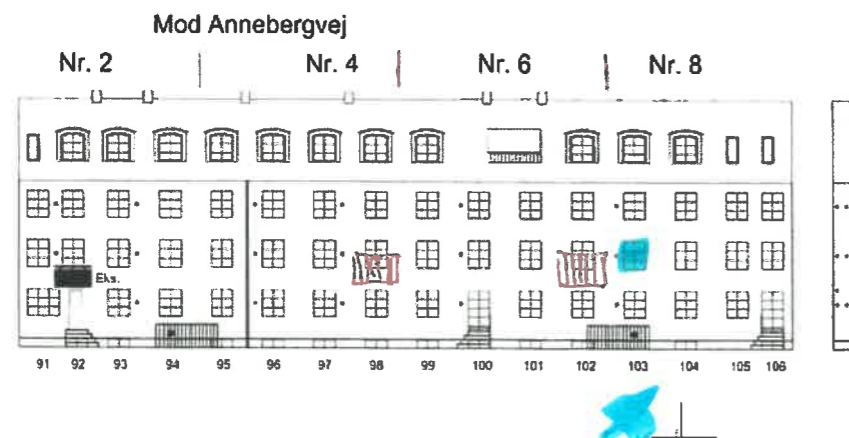 Mod Annebergvej
Nr. 2 Nr. 4 Nr. 6 Nr. 8
Eks.
91 92 93 94 95 96 97 98 99 100 101 102 103 104 105 106